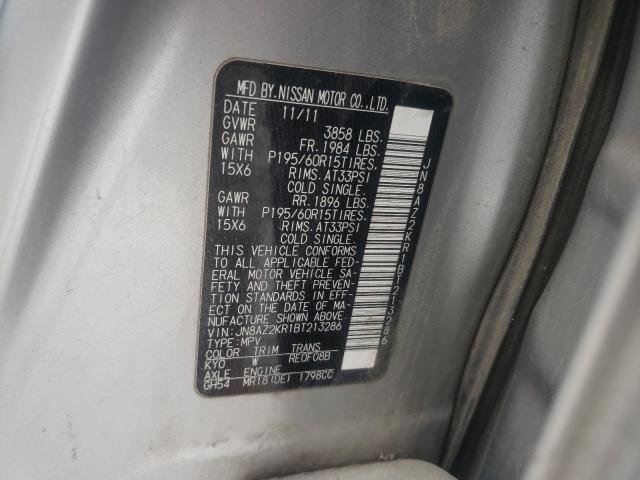 MFD BY.NISSAN MOTOR CO.,LTD.
DATE 11/11
GVWR 3858 LBS.
GAWR FR. 1984 LBS.
WITH P195/60R15TIRES,
15X6 RIMS. AT33PSI
COLD SINGLE.
GAWR RR. 1896 LBS.
WITH P195/60R15TIRES,
15X6 RIMS. AT33PSI
COLD SINGLE.
THIS VEHICLE CONFORMS
TO ALL APPLICABLE FED-
ERAL MOTOR VEHICLE SA-
FETY AND THEFT PREVEN-
TION STANDARDS IN EFF-
ECT ON THE DATE OF MA-
NUFACTURE SHOWN ABOVE.
VIN:JN8AZ2KR1BT213286
TYPE:MPV
COLOR TRIM TRANS
KYO W RE0F08B
AXLE ENGINE
GH54 MRT8(DE) 1798CC
JN8AZ2KR1BT213286